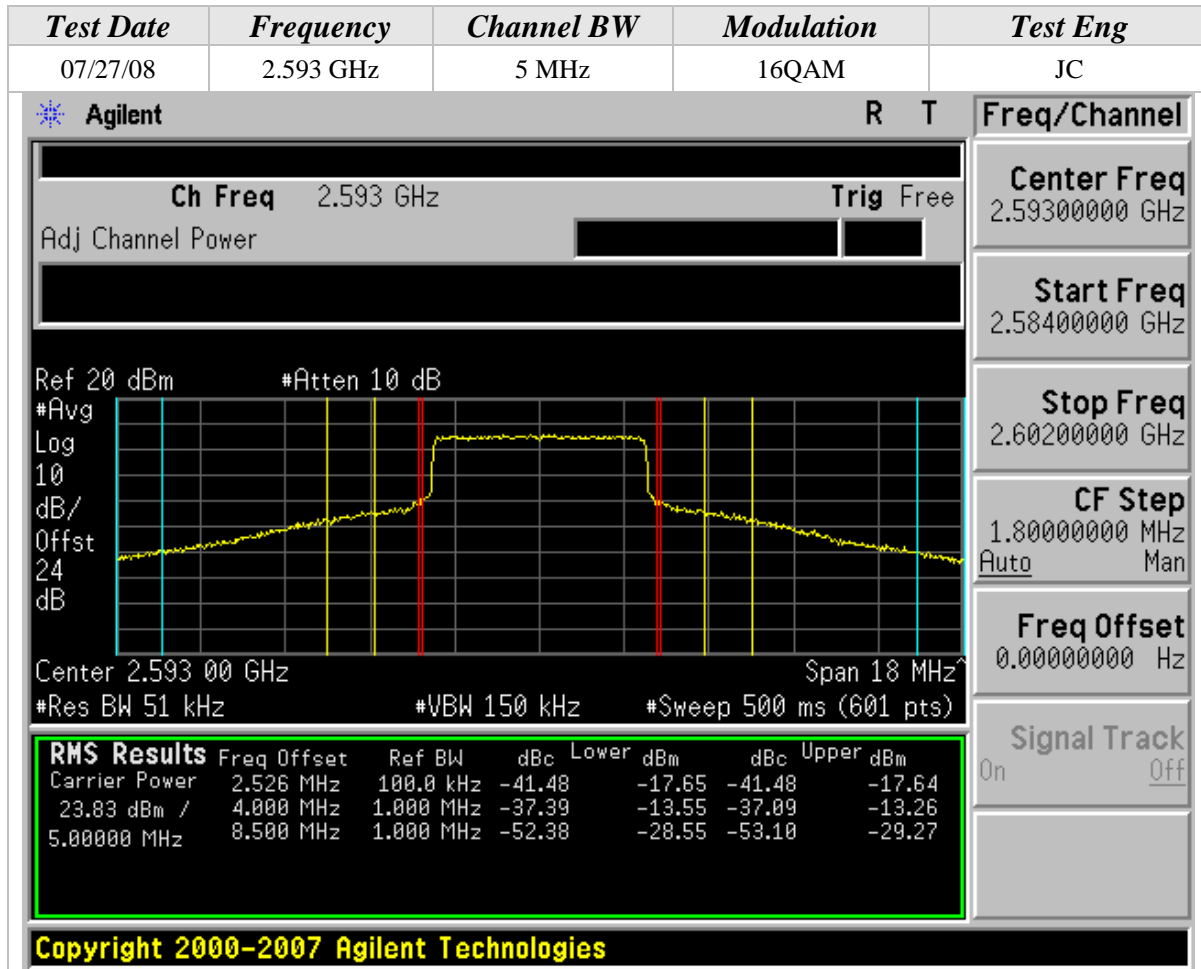 Test Date Frequency Channel BW Modulation Test Eng
07/27/08 2.593 GHz 5 MHz 16QAM JC
Agilent R T Freq/Channel
Ch Freq 2.593 GHz Trig Free
Adj Channel Power
Center Freq
2.59300000 GHz
Start Freq
2.58400000 GHz
Stop Freq
2.60200000 GHz
CF Step
1.80000000 MHz
Auto Man
Freq Offset
0.00000000 Hz
Signal Track
On Off
Ref 20 dBm #Atten 10 dB
#Avg
Log
10
dB/
Offst
24
dB
Center 2.593 00 GHz Span 18 MHz^
#Res BW 51 kHz #VBW 150 kHz #Sweep 500 ms (601 pts)
RMS Results Freq Offset Ref BW dBc Lower dBm dBc Upper dBm
Carrier Power 2.526 MHz 100.0 kHz -41.48 -17.65 -41.48 -17.64
23.83 dBm / 4.000 MHz 1.000 MHz -37.39 -13.55 -37.09 -13.26
5.00000 MHz 8.500 MHz 1.000 MHz -52.38 -28.55 -53.10 -29.27
Copyright 2000-2007 Agilent Technologies